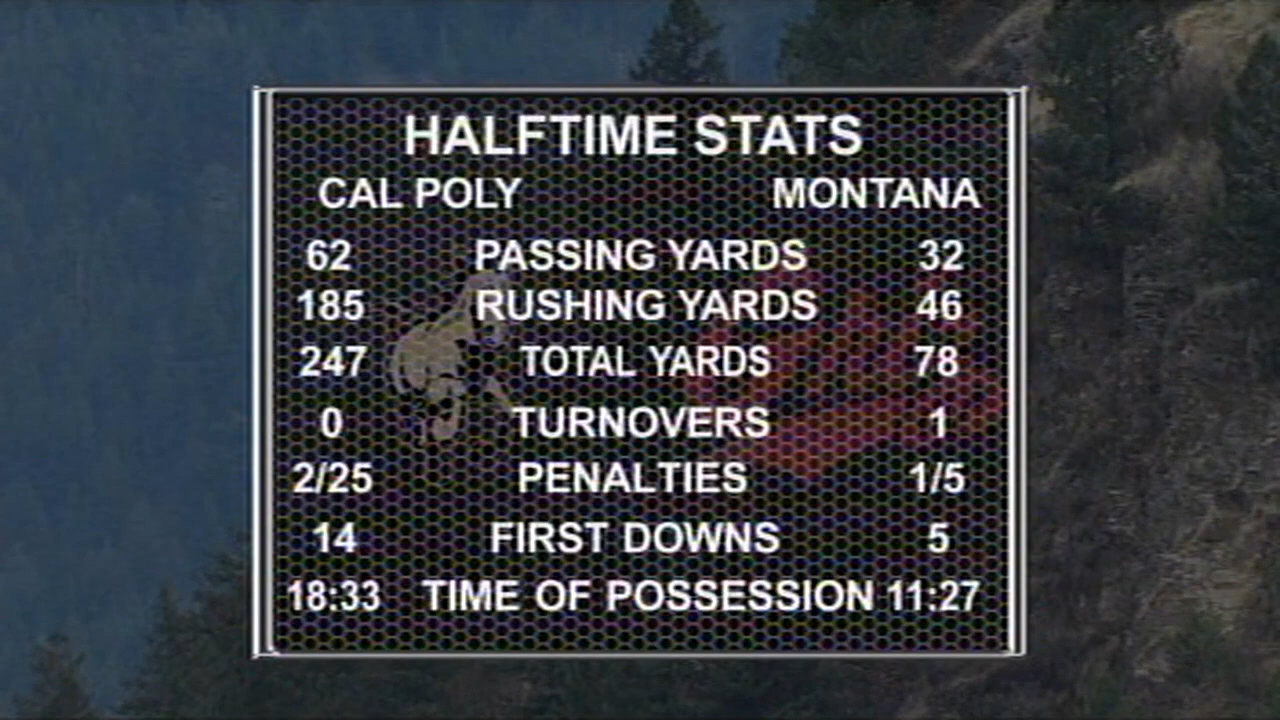 HALFTIME STATS
CAL POLY MONTANA
62 PASSING YARDS 32
185 RUSHING YARDS 46
247 TOTAL YARDS 78
0 TURNOVERS 1
2/25 PENALTIES 1/5
14 FIRST DOWNS 5
18:33 TIME OF POSSESSION 11:27